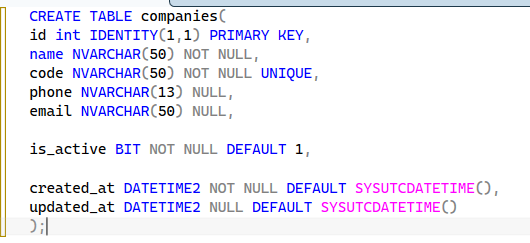 CREATE TABLE companies(
id int IDENTITY(1,1) PRIMARY KEY,
name NVARCHAR(50) NOT NULL,
code NVARCHAR(50) NOT NULL UNIQUE,
phone NVARCHAR(13) NULL,
email NVARCHAR(50) NULL,

is_active BIT NOT NULL DEFAULT 1,

created_at DATETIME2 NOT NULL DEFAULT SYSUTCDATETIME(),
updated_at DATETIME2 NULL DEFAULT SYSUTCDATETIME()
);